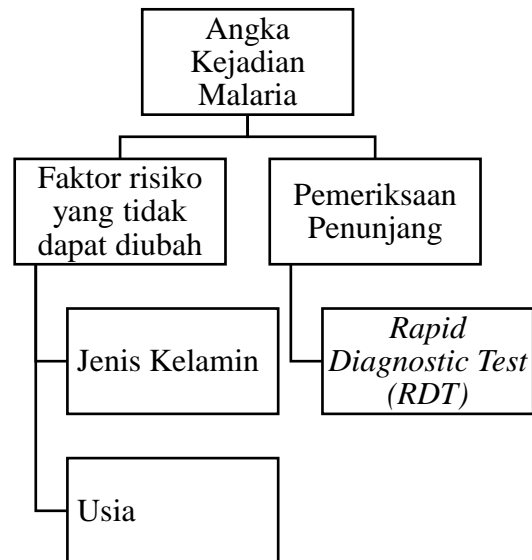 Angka
Kejadian
Malaria
Faktor risiko
yang tidak
dapat diubah
Pemeriksaan
Penunjang
Jenis Kelamin
Rapid
Diagnostic Test
(RDT)
Usia